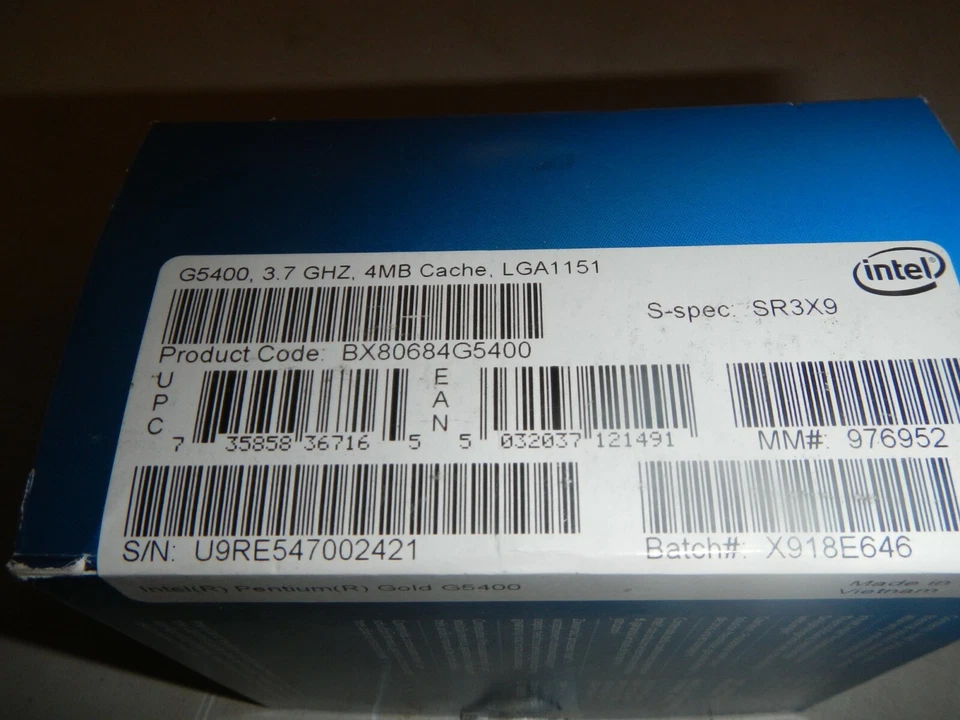 G5400, 3.7 GHZ, 4MB Cache, LGA1151
intel
S-spec: SR3X9
Product Code: BX80684G5400
UPC
7 35858 36716 5
EAN
5 032037 121491
MM#: 976952
S/N: U9RE547002421
Batch#: X918E646
Intel(R) Pentium(R) Gold G5400
Made in
Vietnam